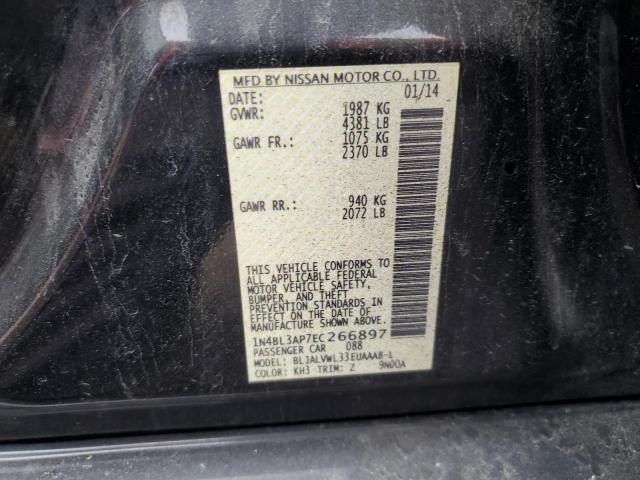 MFD BY NISSAN MOTOR CO., LTD.
DATE: 01/14
GVWR: 1987 KG
4381 LB
GAWR FR.: 1075 KG
2370 LB
GAWR RR.: 940 KG
2072 LB
THIS VEHICLE CONFORMS TO
ALL APPLICABLE FEDERAL
MOTOR VEHICLE SAFETY,
BUMPER, AND THEFT
PREVENTION STANDARDS IN
EFFECT ON THE DATE OF
MANUFACTURE SHOWN ABOVE.
1N4BL3AP7EC266897
PASSENGER CAR 088
MODEL: BLJALVWL33EUAAAB-L
COLOR: KH3 TRIM: Z 9N00A